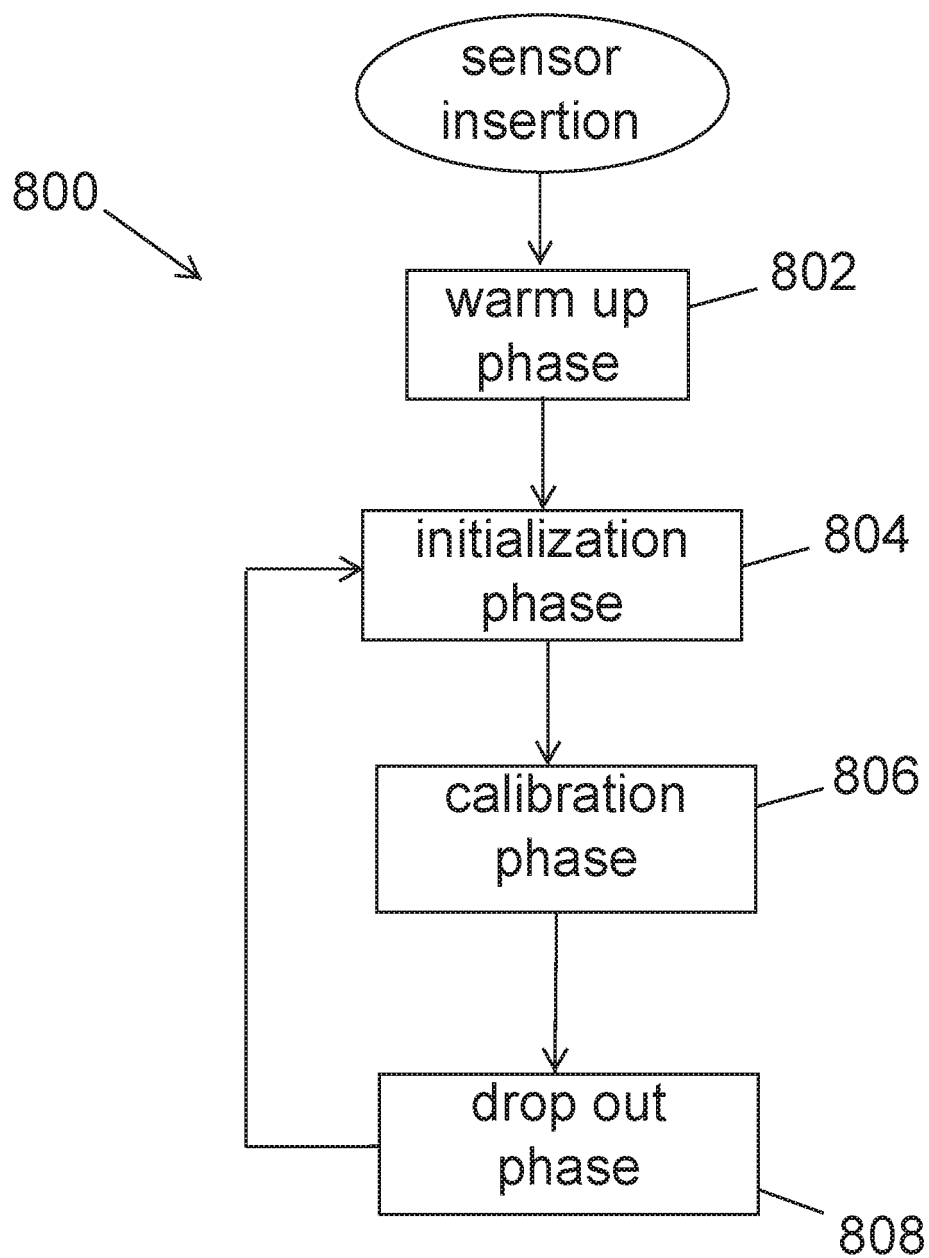 sensor
insertion
800
802
warm up
phase
804
initialization
phase
806
calibration
phase
drop out
phase
808